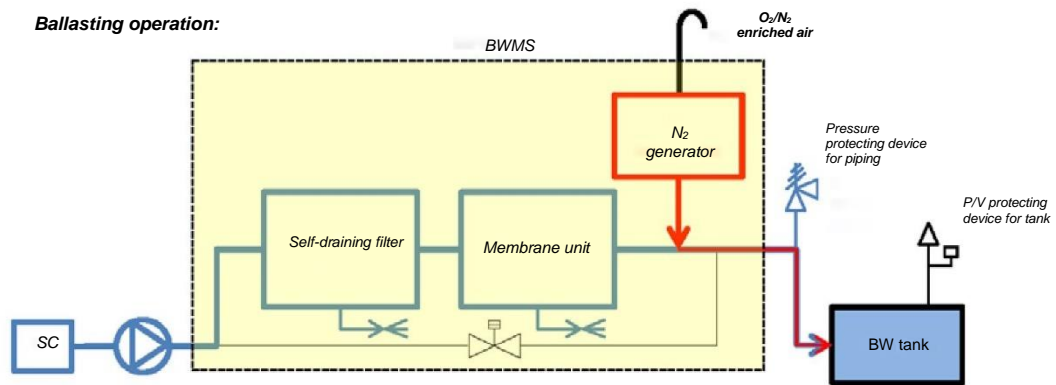 Ballasting operation:
O₂/N₂
enriched air
BWMS
N₂
generator
Pressure
protecting device
for piping
P/V protecting
device for tank
Self-draining filter
Membrane unit
SC
BW tank